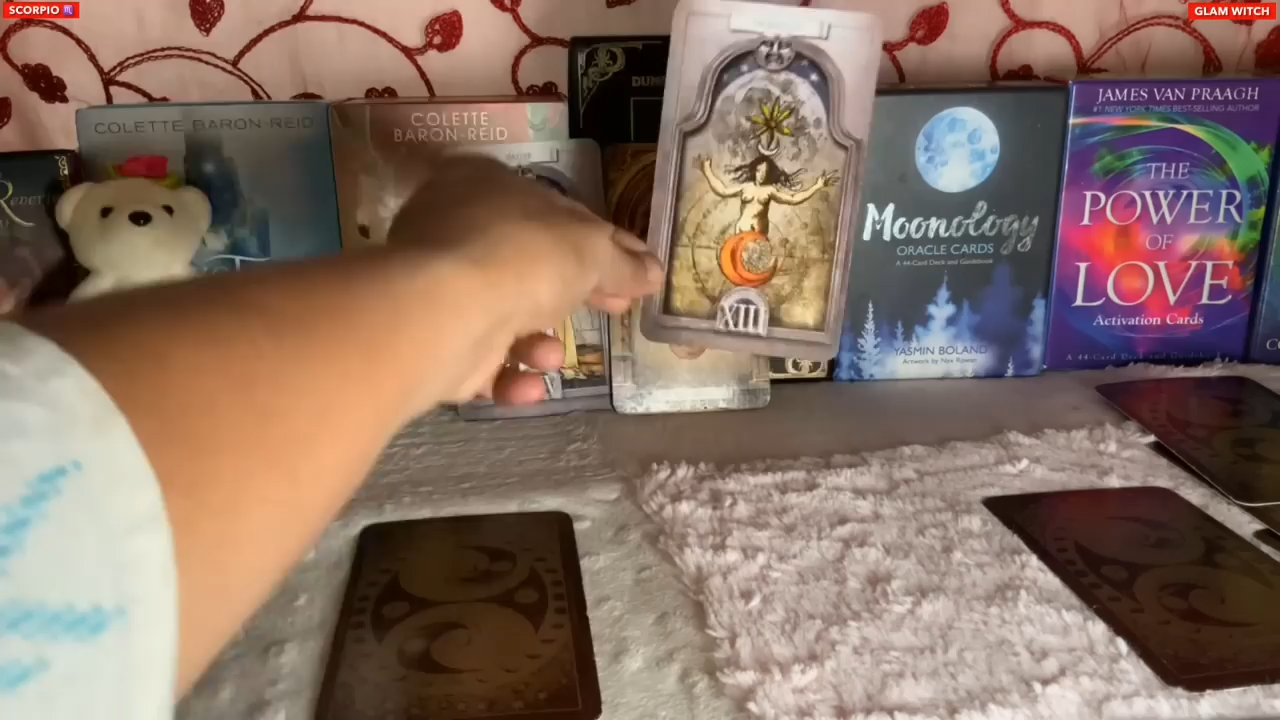 SCORPIO ♏
GLAM WITCH
COLETTE BARON-REID
COLETTE
BARON-REID
XII
Moonology
ORACLE CARDS
A 44-Card Deck and Guidebook
YASMIN BOLAND
JAMES VAN PRAAGH
#1 NEW YORK TIMES BEST-SELLING AUTHOR
THE
POWER
OF
LOVE
Activation Cards